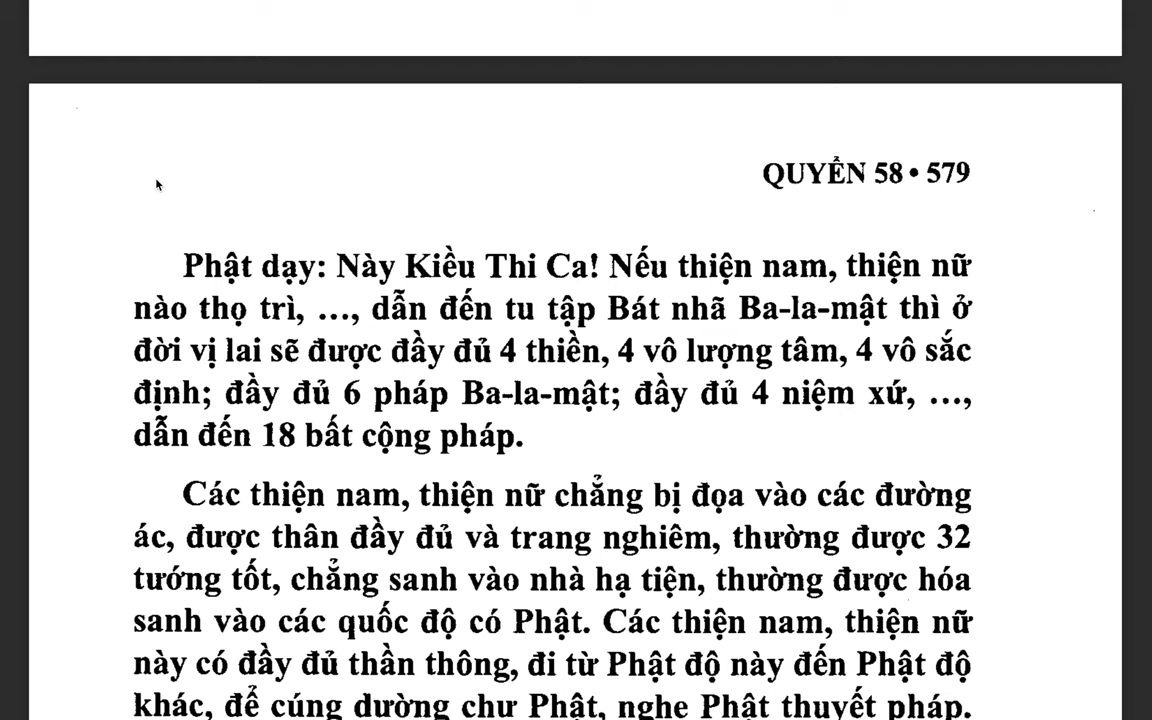 QUYỂN 58 • 579
Phật dạy: Này Kiều Thi Ca! Nếu thiện nam, thiện nữ
nào thọ trì, …, dẫn đến tu tập Bát nhã Ba-la-mật thì ở
đời vị lai sẽ được đầy đủ 4 thiền, 4 vô lượng tâm, 4 vô sắc
định; đầy đủ 6 pháp Ba-la-mật; đầy đủ 4 niệm xứ, …,
dẫn đến 18 bất cộng pháp.
Các thiện nam, thiện nữ chẳng bị đọa vào các đường
ác, được thân đầy đủ và trang nghiêm, thường được 32
tướng tốt, chẳng sanh vào nhà hạ tiện, thường được hóa
sanh vào các quốc độ có Phật. Các thiện nam, thiện nữ
này có đầy đủ thần thông, đi từ Phật độ này đến Phật độ
khác, để cúng dường chư Phật, nghe Phật thuyết pháp.